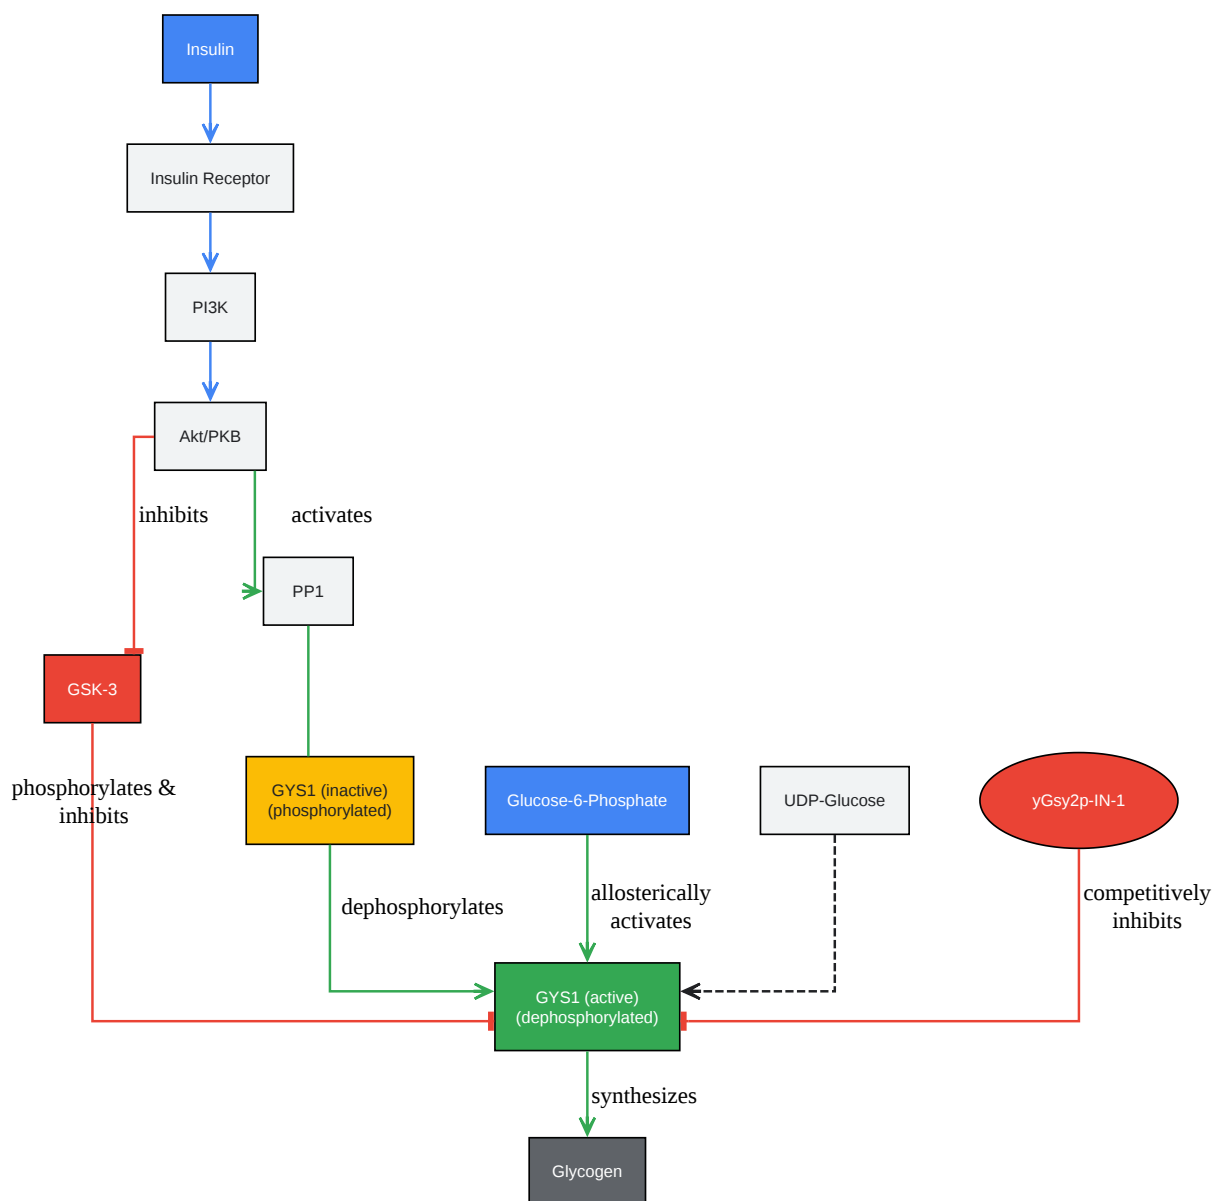 Insulin
Insulin Receptor
PI3K
Akt/PKB
inhibits
activates
PP1
GSK-3
phosphorylates &
inhibits
GYS1 (inactive)
(phosphorylated)
Glucose-6-Phosphate
UDP-Glucose
yGsy2p-IN-1
dephosphorylates
allosterically
activates
competitively
inhibits
GYS1 (active)
(dephosphorylated)
synthesizes
Glycogen